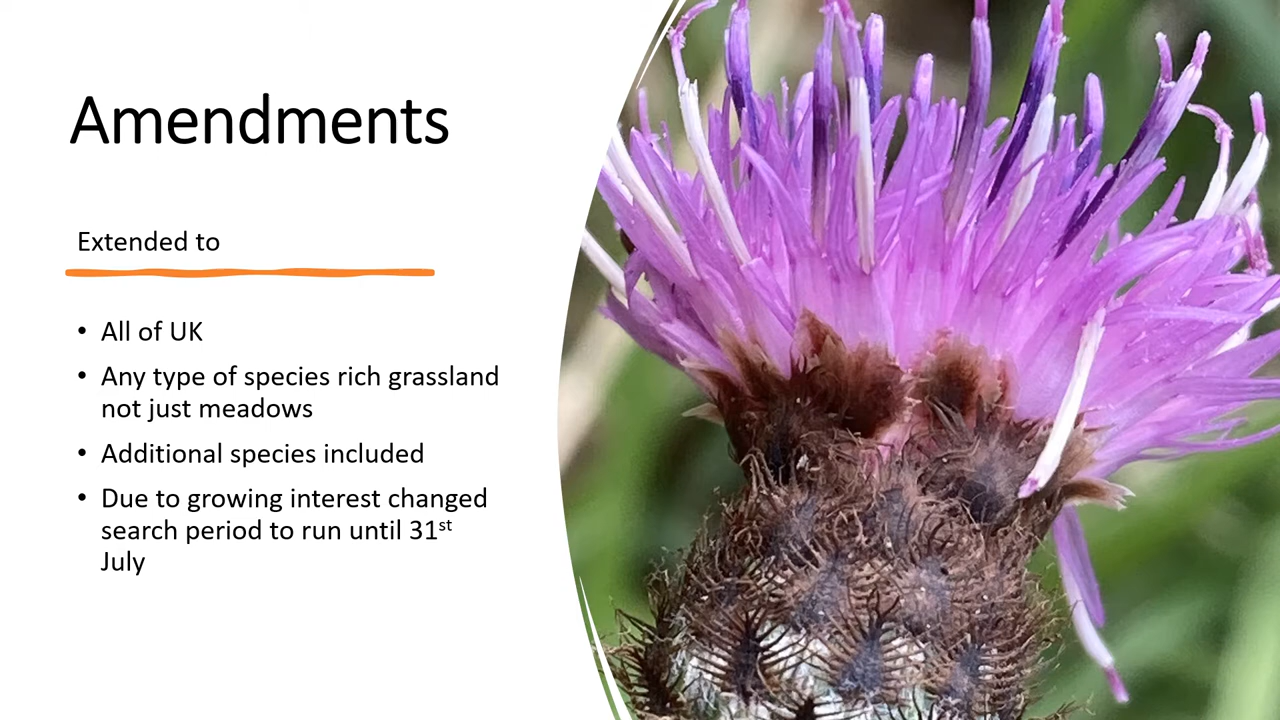 Amendments
Extended to
• All of UK
• Any type of species rich grassland
not just meadows
• Additional species included
• Due to growing interest changed
search period to run until 31st
July